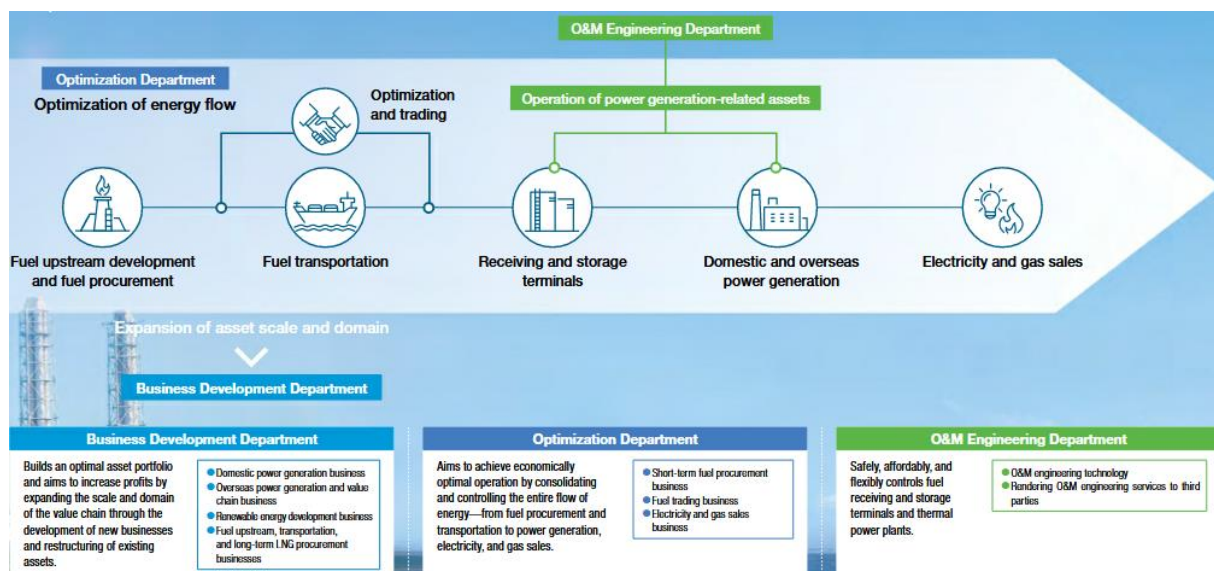 O&M Engineering Department
Optimization Department
Optimization of energy flow
Optimization
and trading
Operation of power generation-related assets
Fuel upstream development
and fuel procurement
Fuel transportation
Receiving and storage
terminals
Domestic and overseas
power generation
Electricity and gas sales
Expansion of asset scale and domain
Business Development Department
Business Development Department
Builds an optimal asset portfolio
and aims to increase profits by
expanding the scale and domain
of the value chain through the
development of new businesses
and restructuring of existing
assets.
●Domestic power generation business
●Overseas power generation and value
chain business
●Renewable energy development business
●Fuel upstream, transportation,
and long-term LNG procurement
businesses
Optimization Department
Aims to achieve economically
optimal operation by consolidating
and controlling the entire flow of
energy—from fuel procurement and
transportation to power generation,
electricity, and gas sales.
●Short-term fuel procurement
business
●Fuel trading business
●Electricity and gas sales
business
O&M Engineering Department
Safely, affordably, and
flexibly controls fuel
receiving and storage
terminals and thermal
power plants.
●O&M engineering technology
●Rendering O&M engineering services to third
parties